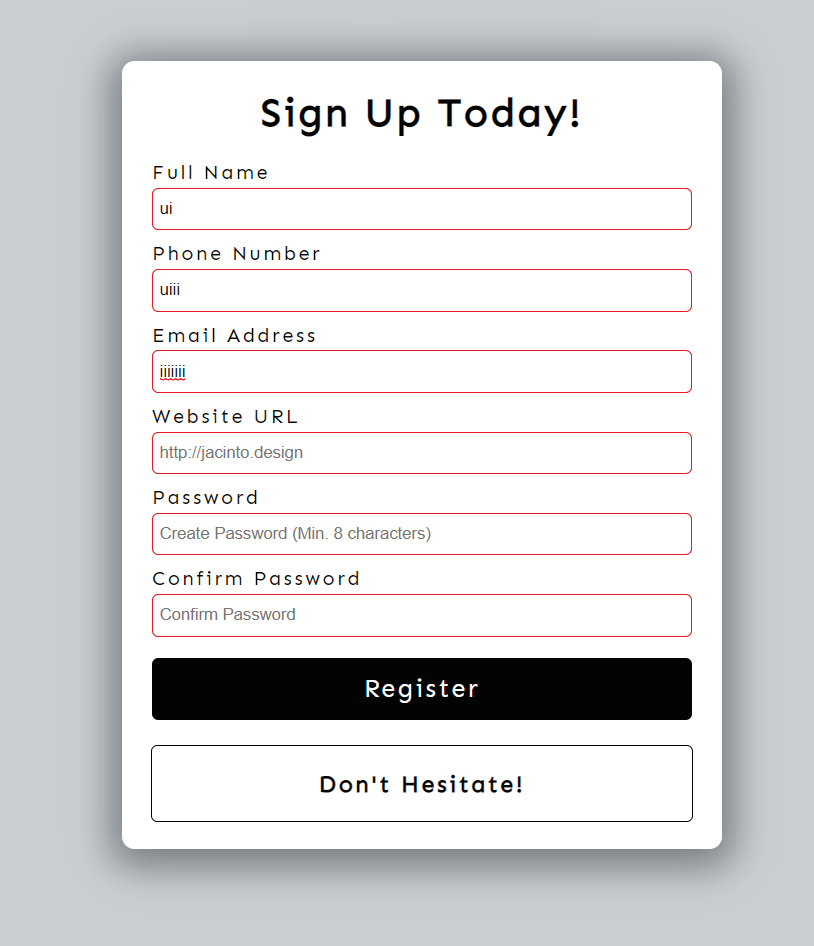 Sign Up Today!
Full Name
ui
Phone Number
uiii
Email Address
iiiiiii
Website URL
http://jacinto.design
Password
Create Password (Min. 8 characters)
Confirm Password
Confirm Password
Register
Don't Hesitate!